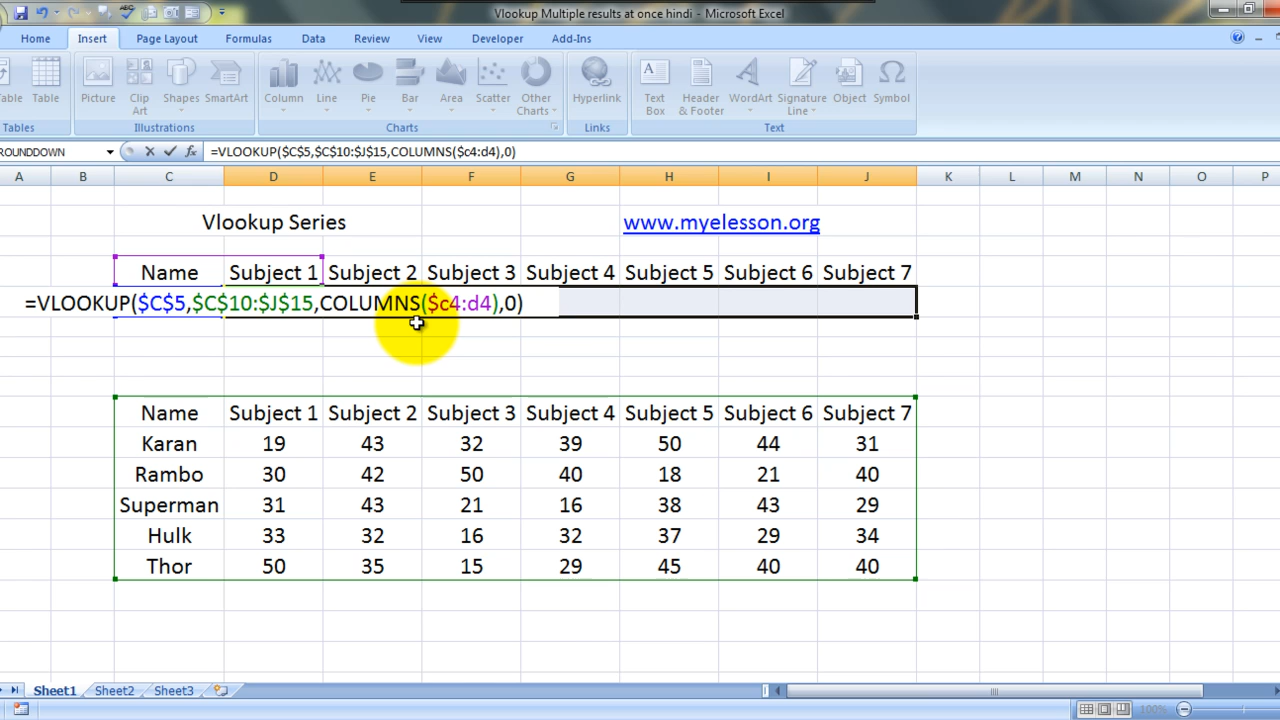 Vlookup Multiple results at once hindi - Microsoft Excel
Home Insert Page Layout Formulas Data Review View Developer Add-Ins
Table Picture Clip Art Shapes SmartArt Column Line Pie Bar Area Scatter Other Charts Hyperlink Text Box Header & Footer WordArt Signature Line Object Symbol
Tables Illustrations Charts Links Text
ROUNDDOWN fx =VLOOKUP($C$5,$C$10:$J$15,COLUMNS($c4:d4),0)
A B C D E F G H I J K L M N O P
Vlookup Series www.myelesson.org
Name Subject 1 Subject 2 Subject 3 Subject 4 Subject 5 Subject 6 Subject 7
=VLOOKUP($C$5,$C$10:$J$15,COLUMNS($c4:d4),0)
Name Subject 1 Subject 2 Subject 3 Subject 4 Subject 5 Subject 6 Subject 7
Karan 19 43 32 39 50 44 31
Rambo 30 42 50 40 18 21 40
Superman 31 43 21 16 38 43 29
Hulk 33 32 16 32 37 29 34
Thor 50 35 15 29 45 40 40
Sheet1 Sheet2 Sheet3
100%